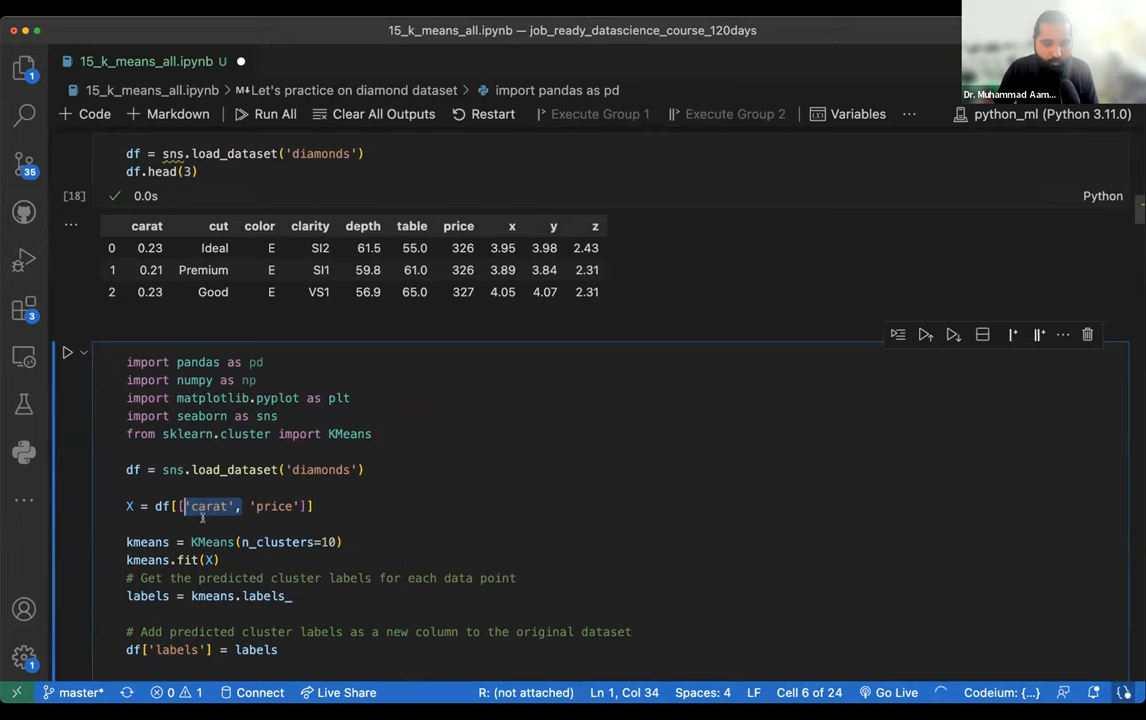 15_k_means_all.ipynb — job_ready_datascience_course_120days
Dr. Muhammad Aam...
15_k_means_all.ipynb U
15_k_means_all.ipynb > M Let's practice on diamond dataset > import pandas as pd
+ Code + Markdown Run All Clear All Outputs Restart Execute Group 1 Execute Group 2 Variables ... python_ml (Python 3.11.0)
df = sns.load_dataset('diamonds')
df.head(3)
[18] ✓ 0.0s Python
... carat cut color clarity depth table price x y z
0 0.23 Ideal E SI2 61.5 55.0 326 3.95 3.98 2.43
1 0.21 Premium E SI1 59.8 61.0 326 3.89 3.84 2.31
2 0.23 Good E VS1 56.9 65.0 327 4.05 4.07 2.31
import pandas as pd
import numpy as np
import matplotlib.pyplot as plt
import seaborn as sns
from sklearn.cluster import KMeans
df = sns.load_dataset('diamonds')
X = df[['carat', 'price']]
kmeans = KMeans(n_clusters=10)
kmeans.fit(X)
# Get the predicted cluster labels for each data point
labels = kmeans.labels_
# Add predicted cluster labels as a new column to the original dataset
df['labels'] = labels
1
35
3
1
master* 0 1 Connect Live Share R: (not attached) Ln 1, Col 34 Spaces: 4 LF Cell 6 of 24 Go Live Codeium: {...}